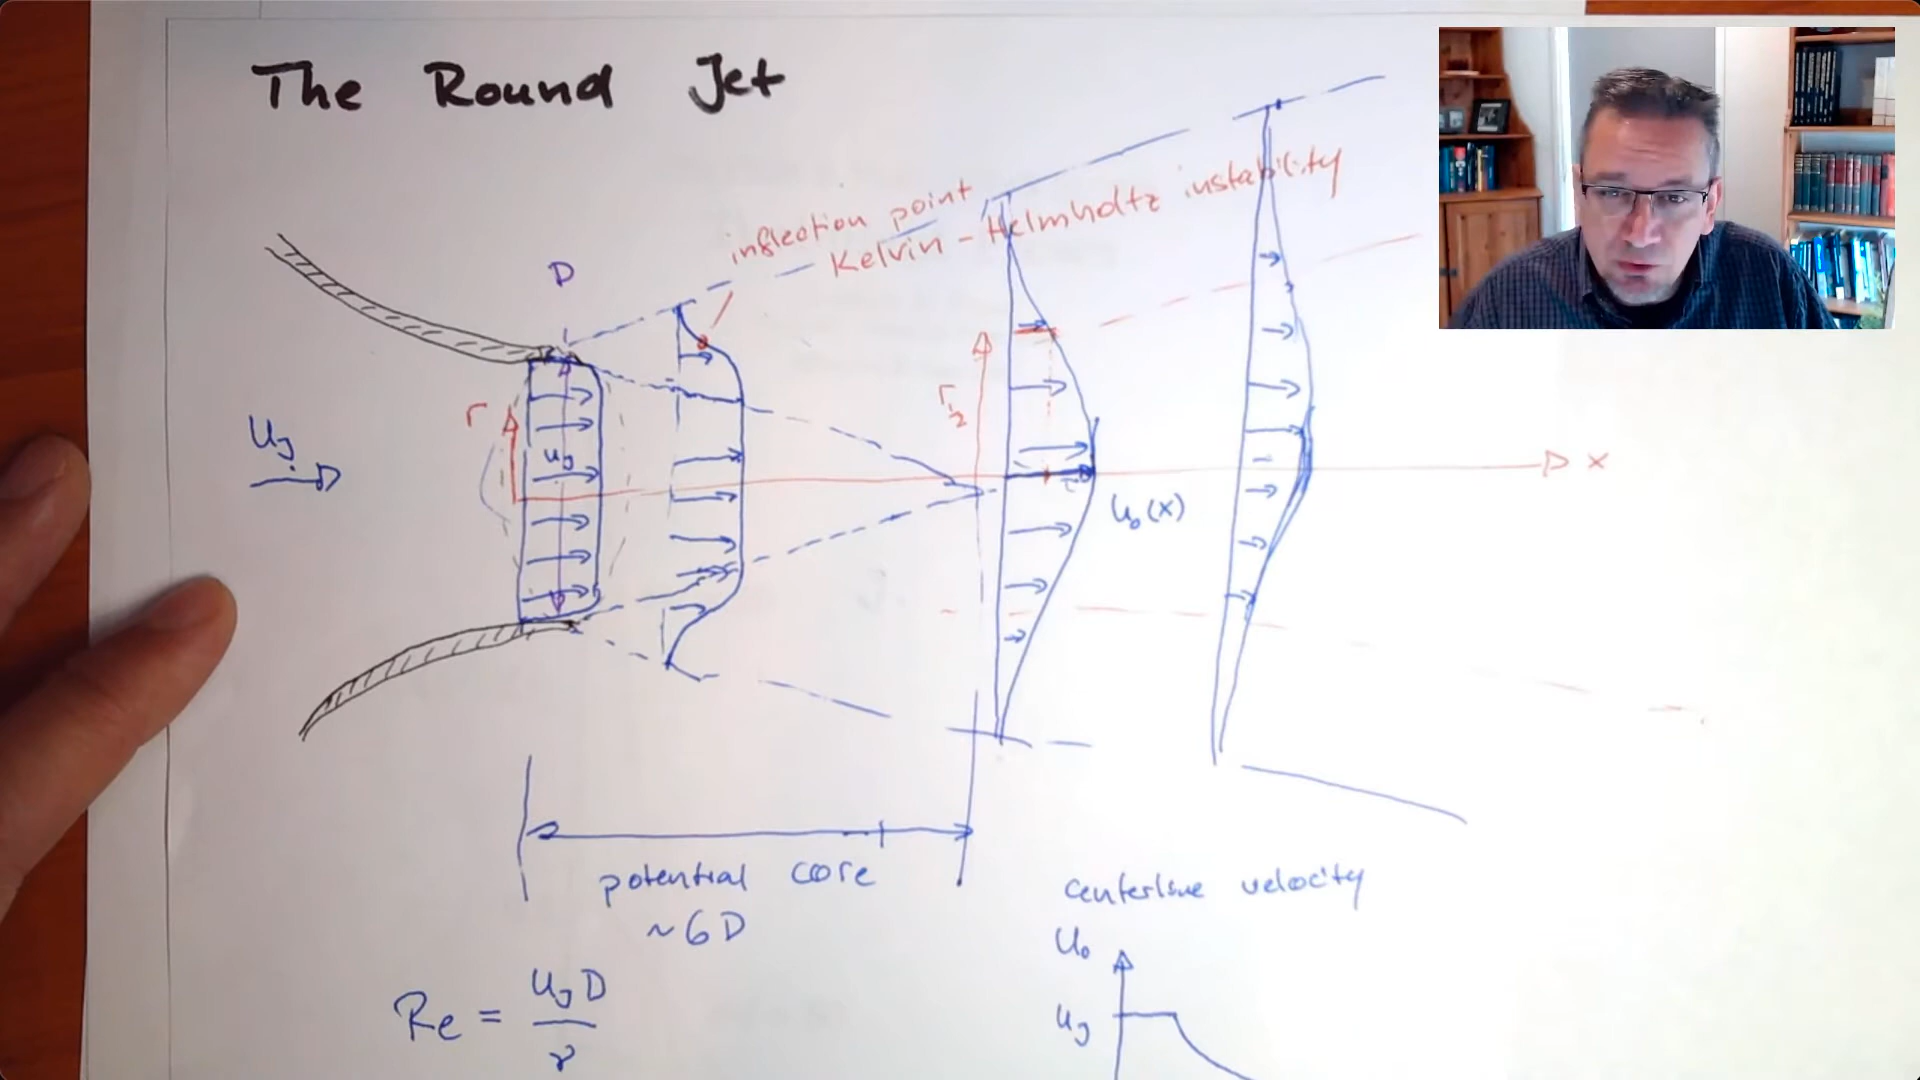 The Round Jet
inflection point
Kelvin - Helmholtz instability
D
r
U_J
u_J
r_½
U_0(x)
x
potential core
~ 6D
Re = U_J D / ν
centerline velocity
U_0
U_J